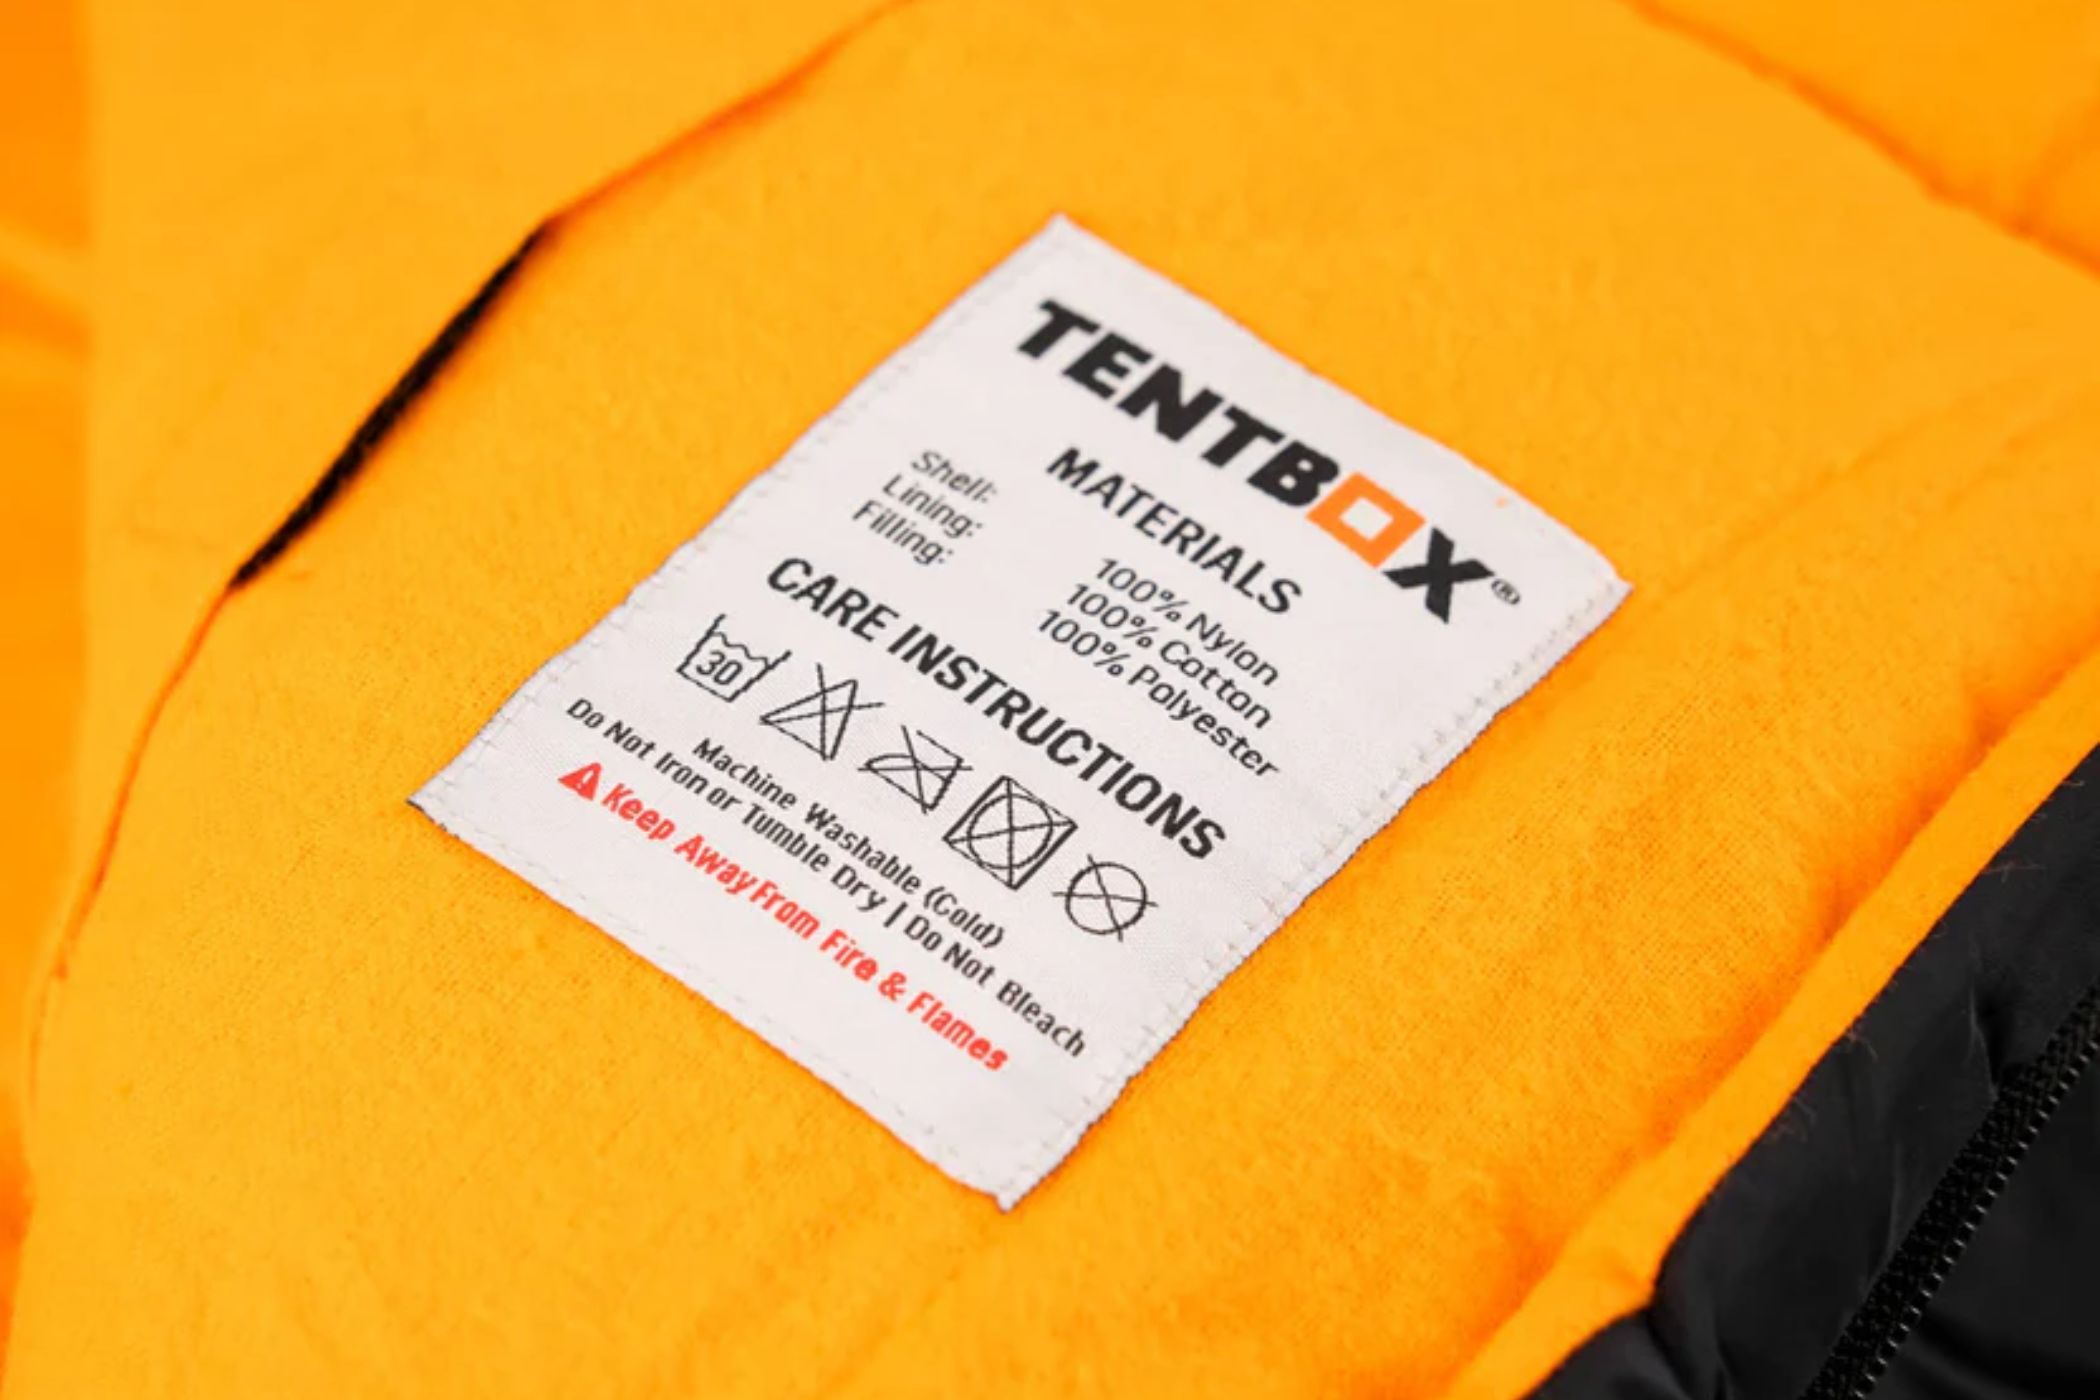 TENTBOX®
MATERIALS
Shell: 100% Nylon
Lining: 100% Cotton
Filling: 100% Polyester
CARE INSTRUCTIONS
30
Machine Washable (Cold)
Do Not Iron or Tumble Dry | Do Not Bleach
Keep Away From Fire & Flames